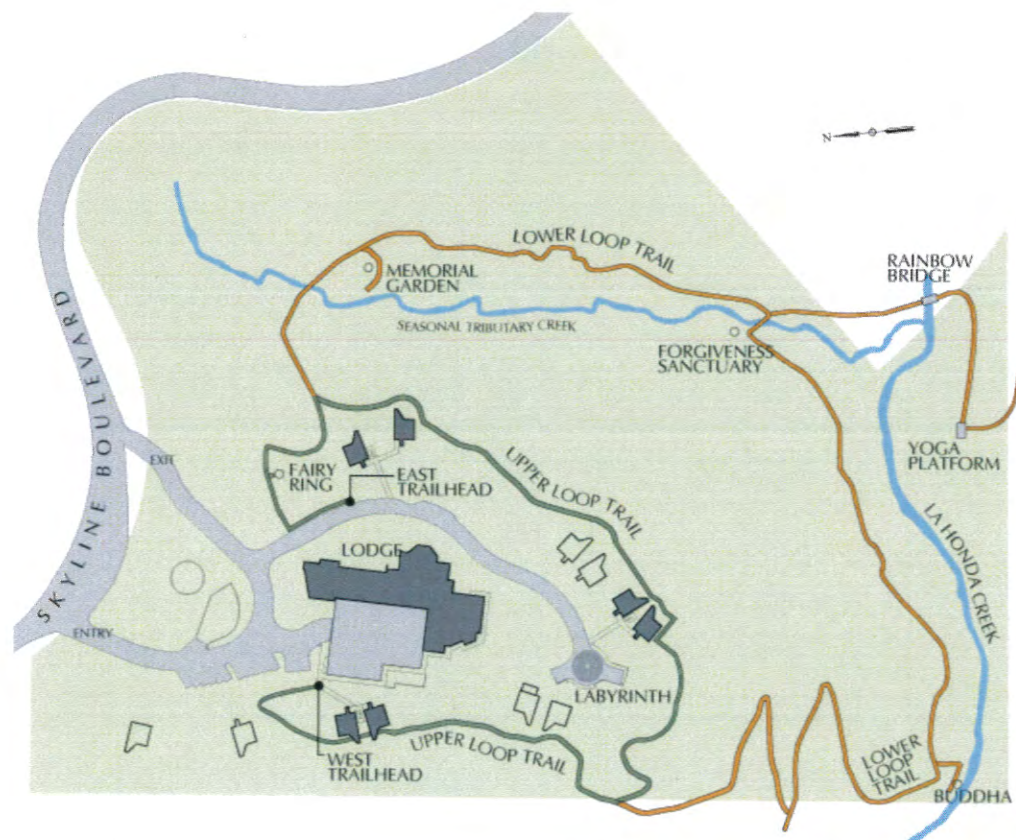 N
LOWER LOOP TRAIL
RAINBOW
BRIDGE
MEMORIAL
GARDEN
SKYLINE BOULEVARD
SEASONAL TRIBUTARY CREEK
FORGIVENESS
SANCTUARY
YOGA
PLATFORM
EXIT
FAIRY
RING
EAST
TRAILHEAD
UPPER LOOP TRAIL
LA HONDA CREEK
LODGE
ENTRY
LABYRINTH
UPPER LOOP TRAIL
WEST
TRAILHEAD
LOWER
LOOP
TRAIL
BUDDHA